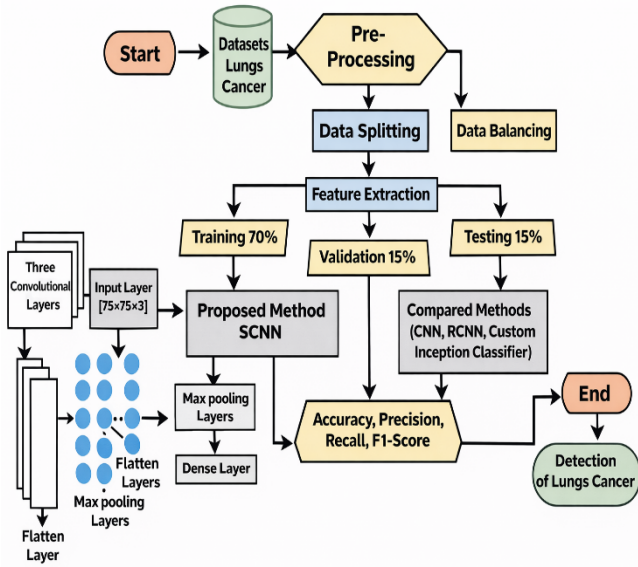 Start
Datasets
Lungs
Cancer
Pre-
Processing
Data Splitting
Data Balancing
Feature Extraction
Training 70%
Validation 15%
Testing 15%
Three
Convolutional
Layers
Input Layer
[75×75×3]
Proposed Method
SCNN
Compared Methods
(CNN, RCNN, Custom
Inception Classifier)
Max pooling
Layers
Dense Layer
Accuracy, Precision,
Recall, F1-Score
End
Detection
of Lungs Cancer
Flatten
Layers
Max pooling
Layers
Flatten
Layer